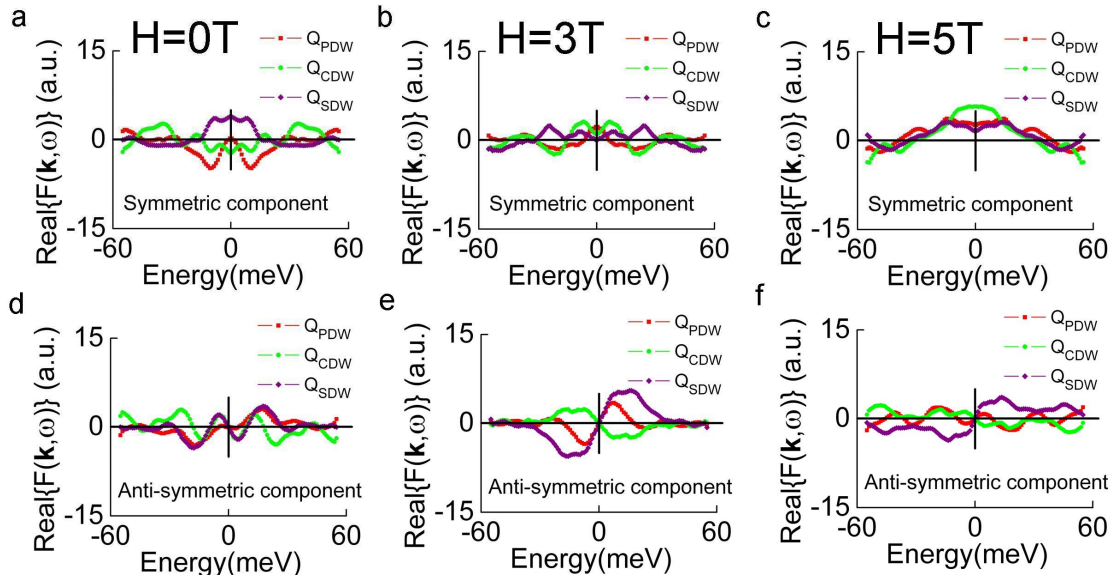 a
H=0T
Q_PDW
Q_CDW
Q_SDW
15
0
-15
-60
0
60
Real{F(k,ω)} (a.u.)
Symmetric component
Energy(meV)
b
H=3T
Q_PDW
Q_CDW
Q_SDW
15
0
-15
-60
0
60
Real{F(k,ω)} (a.u.)
Symmetric component
Energy(meV)
c
H=5T
Q_PDW
Q_CDW
Q_SDW
15
0
-15
-60
0
60
Real{F(k,ω)} (a.u.)
Symmetric component
Energy(meV)
d
Q_PDW
Q_CDW
Q_SDW
15
0
-15
-60
0
60
Real{F(k,ω)} (a.u.)
Anti-symmetric component
Energy(meV)
e
Q_PDW
Q_CDW
Q_SDW
15
0
-15
-60
0
60
Real{F(k,ω)} (a.u.)
Anti-symmetric component
Energy(meV)
f
Q_PDW
Q_CDW
Q_SDW
15
0
-15
-60
0
60
Real{F(k,ω)} (a.u.)
Anti-symmetric component
Energy(meV)